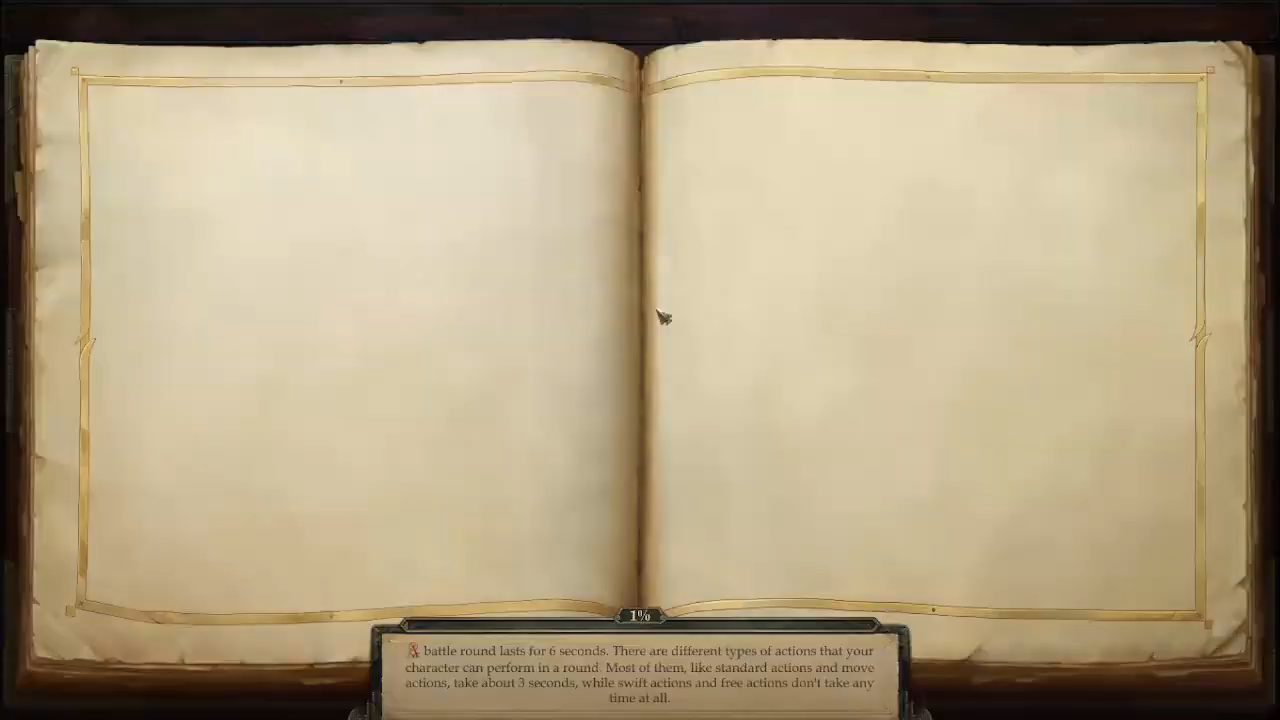 1%
A battle round lasts for 6 seconds. There are different types of actions that your
character can perform in a round. Most of them, like standard actions and move
actions, take about 3 seconds, while swift actions and free actions don't take any
time at all.